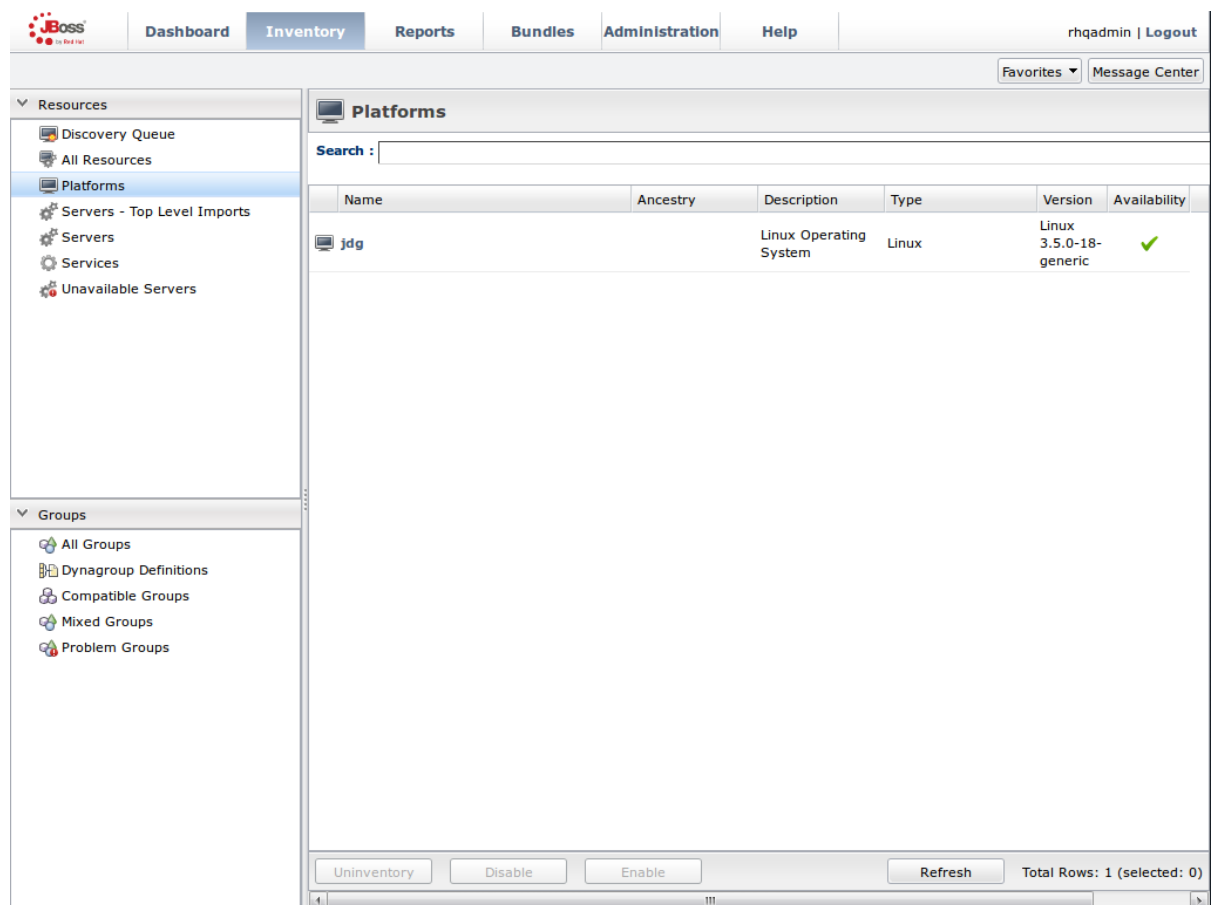 JBoss
by Red Hat
Dashboard Inventory Reports Bundles Administration Help rhqadmin | Logout
Favorites Message Center
Resources
Discovery Queue
All Resources
Platforms
Servers - Top Level Imports
Servers
Services
Unavailable Servers
Groups
All Groups
Dynagroup Definitions
Compatible Groups
Mixed Groups
Problem Groups
Platforms
Search :
Name Ancestry Description Type Version Availability
jdg
Linux Operating
System
Linux
Linux
3.5.0-18-
generic
Uninventory Disable Enable Refresh Total Rows: 1 (selected: 0)